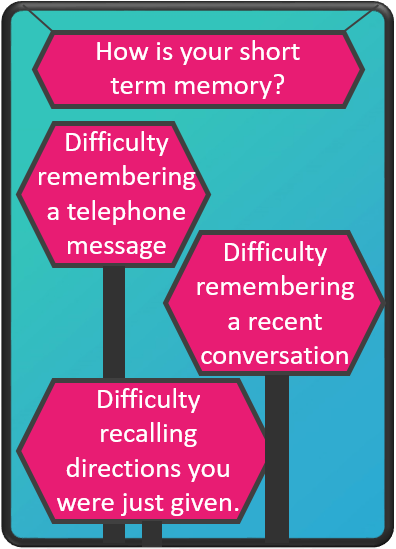 How is your short
term memory?
Difficulty
remembering
a telephone
message
Difficulty
remembering
a recent
conversation
Difficulty
recalling
directions you
were just given.